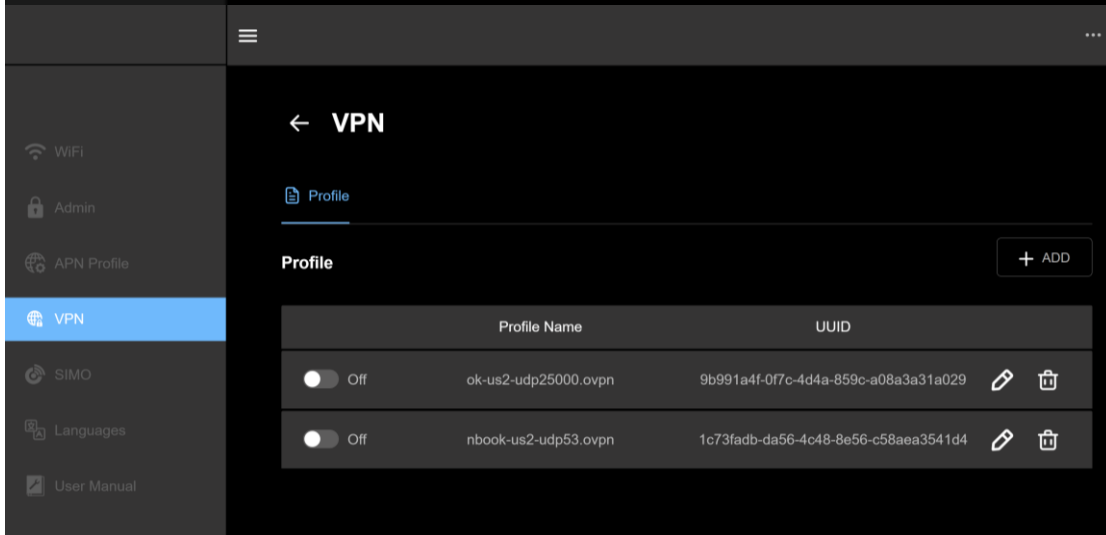 WiFi
Admin
APN Profile
VPN
SIMO
Languages
User Manual
VPN
Profile
Profile
ADD
Profile Name UUID
Off ok-us2-udp25000.ovpn 9b991a4f-0f7c-4d4a-859c-a08a3a31a029
Off nbook-us2-udp53.ovpn 1c73fadb-da56-4c48-8e56-c58aea3541d4